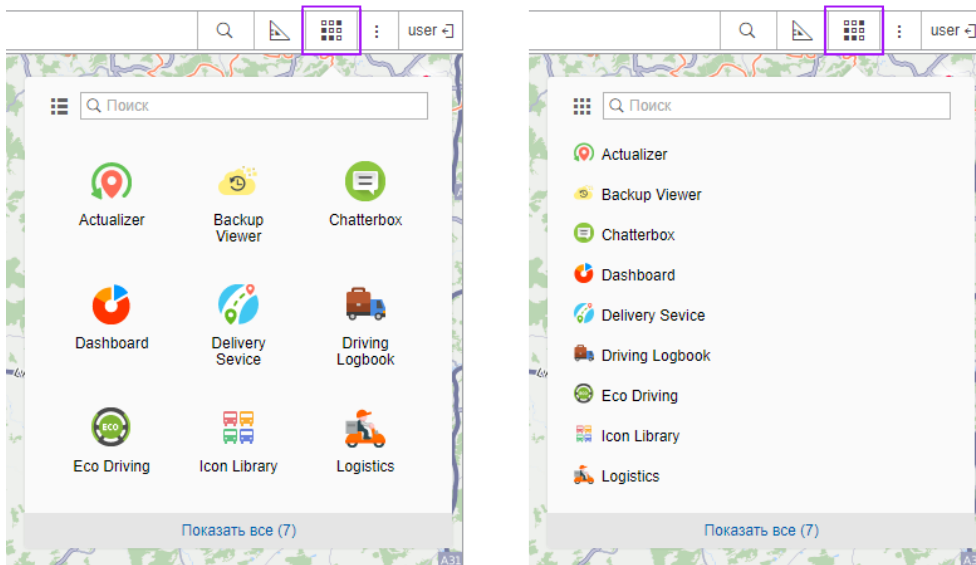 user
Поиск
Actualizer
Backup
Viewer
Chatterbox
Dashboard
Delivery
Sevice
Driving
Logbook
ECO
Eco Driving
Icon Library
Logistics
Показать все (7)
A31
user
Поиск
Actualizer
Backup Viewer
Chatterbox
Dashboard
Delivery Sevice
Driving Logbook
Eco Driving
Icon Library
Logistics
Показать все (7)